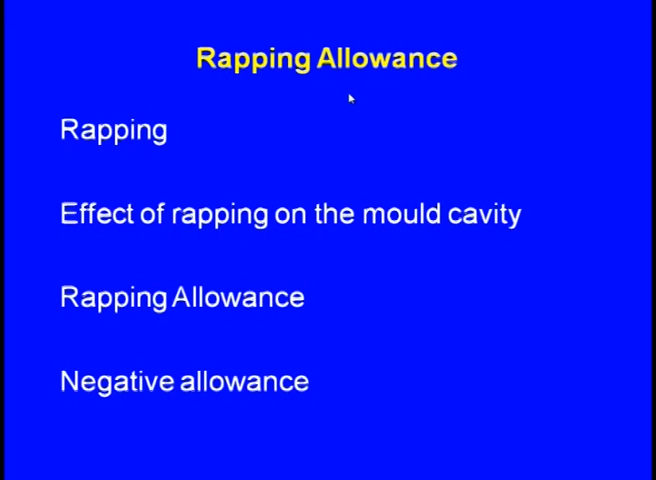 Rapping Allowance
Rapping
Effect of rapping on the mould cavity
Rapping Allowance
Negative allowance